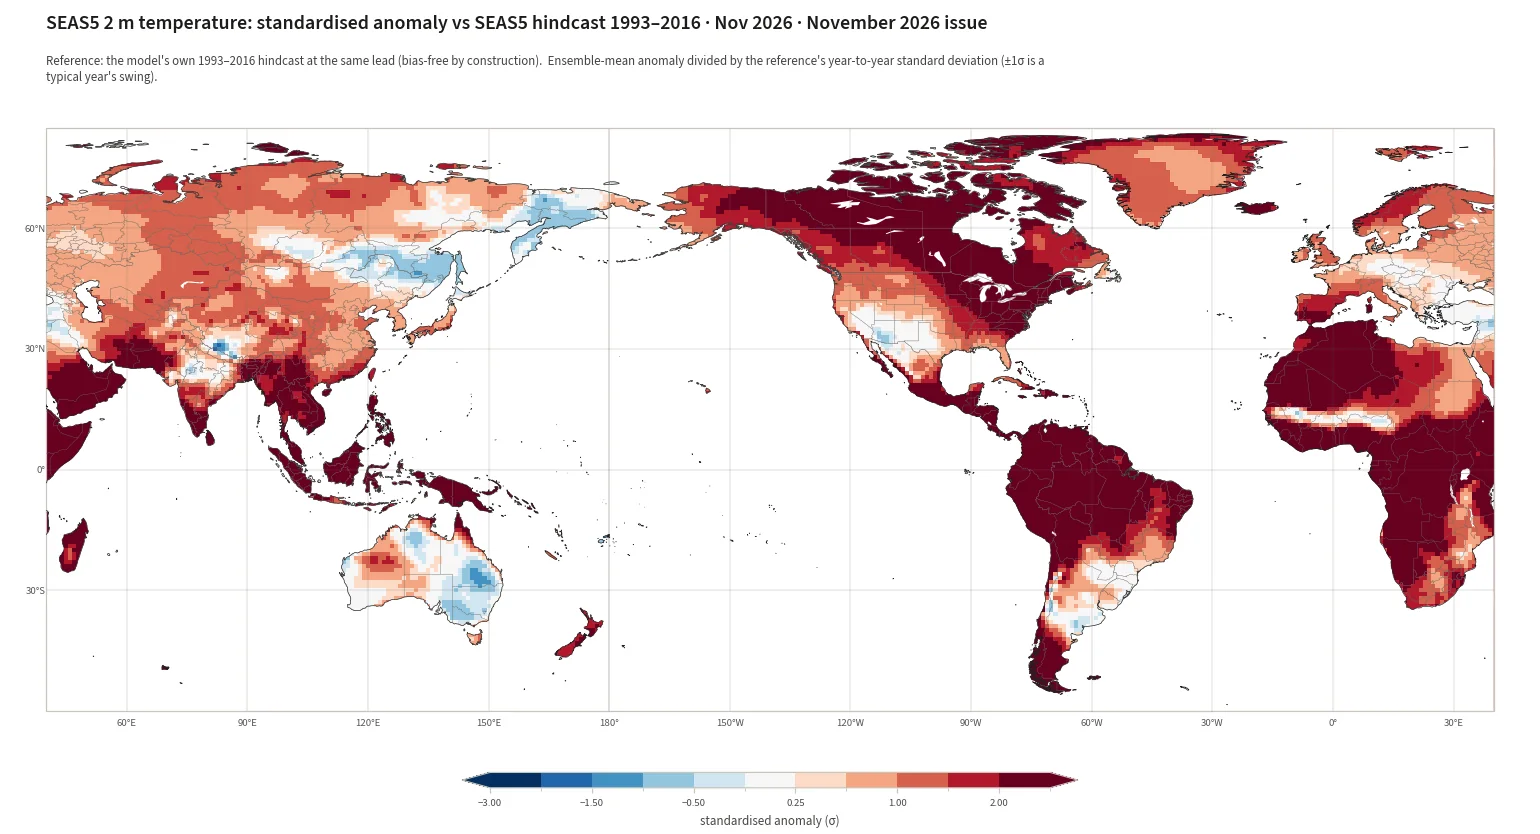 SEAS5 2 m temperature: standardised anomaly vs SEAS5 hindcast 1993–2016 · Nov 2026 · November 2026 issue
Reference: the model's own 1993–2016 hindcast at the same lead (bias-free by construction). Ensemble-mean anomaly divided by the reference's year-to-year standard deviation (±1σ is a
typical year's swing).
60°N
30°N
0°
30°S
60°E 90°E 120°E 150°E 180° 150°W 120°W 90°W 60°W 30°W 0° 30°E
−3.00 −1.50 −0.50 0.25 1.00 2.00
standardised anomaly (σ)